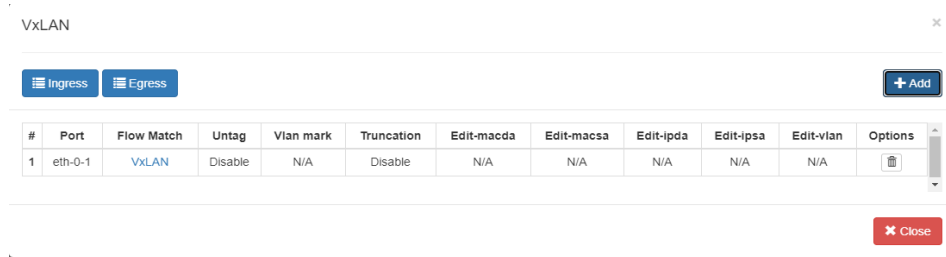 VxLAN ×
Ingress Egress + Add
# Port Flow Match Untag Vlan mark Truncation Edit-macda Edit-macsa Edit-ipda Edit-ipsa Edit-vlan Options
1 eth-0-1 VxLAN Disable N/A Disable N/A N/A N/A N/A N/A
Close